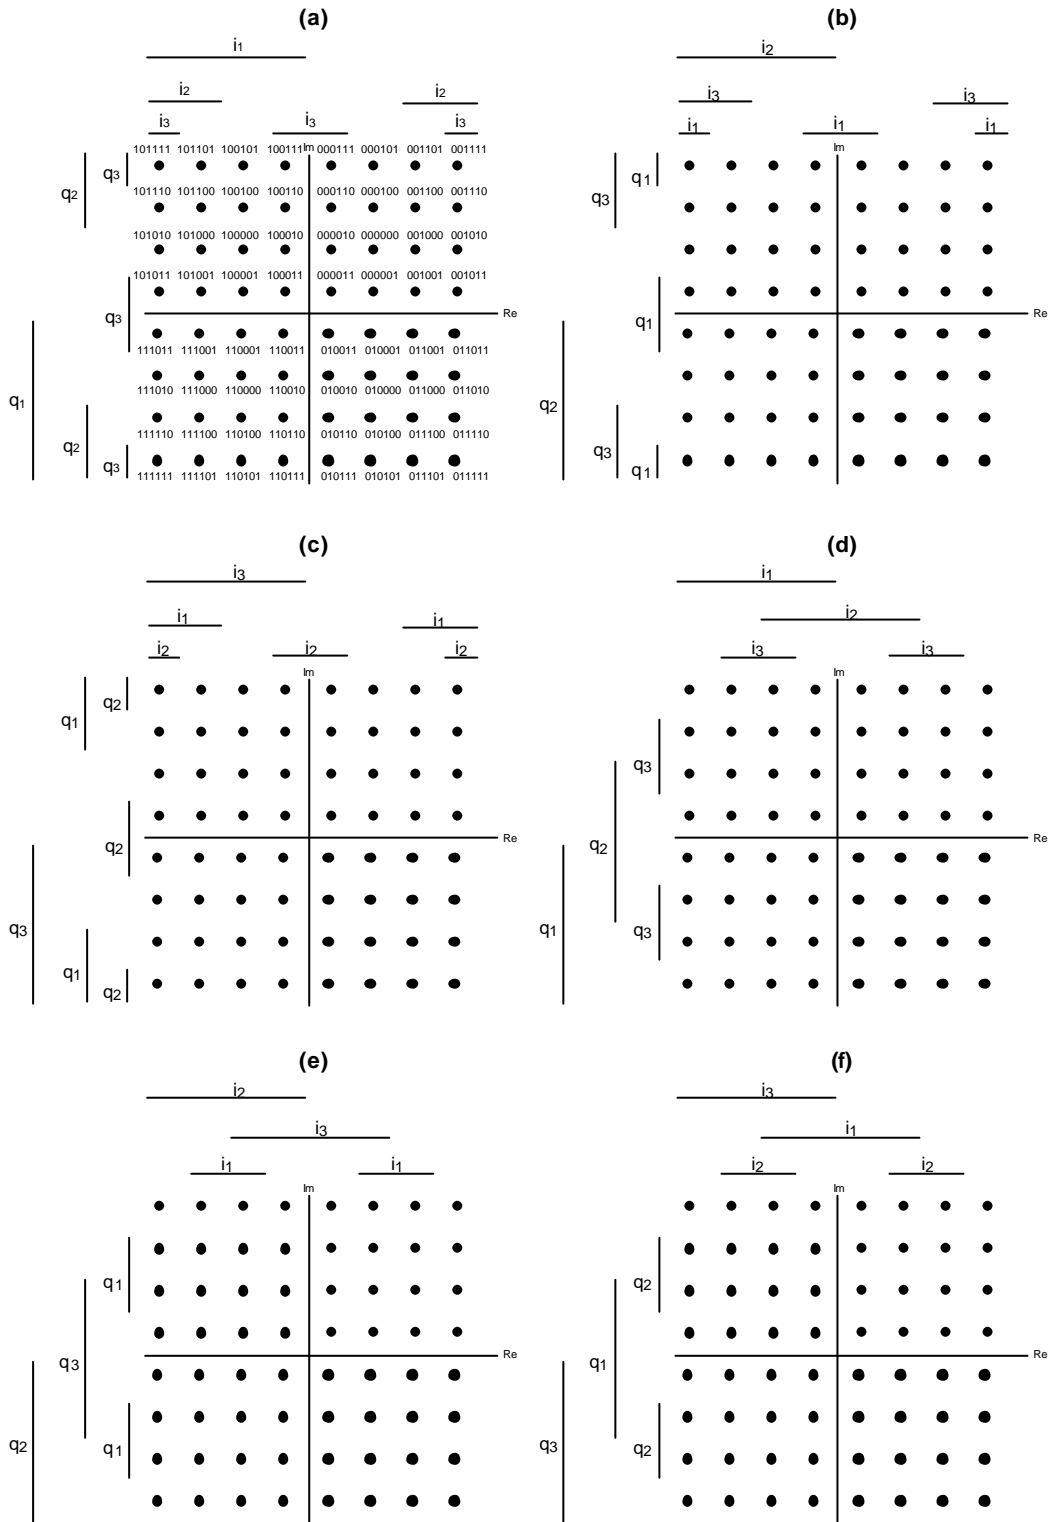 (a) (b)
i1 i2
i2 i2 i3 i3
i3 i3 i3 i1 i1 i1
101111 101101 100101 100111 Im 000111 000101 001101 001111 Im
q3 q1
q2 101110 101100 100100 100110 000110 000100 001100 001110 q3
101010 101000 100000 100010 000010 000000 001000 001010
101011 101001 100001 100011 000011 000001 001001 001011
Re Re
q3 q1
111011 111001 110001 110011 010011 010001 011001 011011
111010 111000 110000 110010 010010 010000 011000 011010
q1 q2
111110 111100 110100 110110 010110 010100 011100 011110
q2 q3
q3 q1
111111 111101 110101 110111 010111 010101 011101 011111
(c) (d)
i3 i1
i1 i1 i2
i2 i2 i2 i3 i3
Im Im
q2
q1
q3
Re Re
q2 q2
q3 q1
q3
q1
q2
(e) (f)
i2 i3
i3 i1
i1 i1 i2 i2
Im Im
q1 q2
Re Re
q3 q1
q1 q2
q2 q3